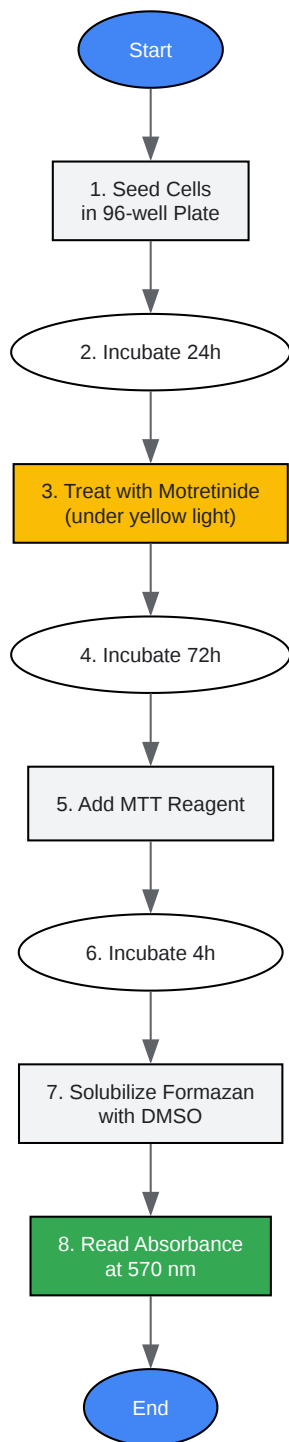 Start
1. Seed Cells
in 96-well Plate
2. Incubate 24h
3. Treat with Motretinide
(under yellow light)
4. Incubate 72h
5. Add MTT Reagent
6. Incubate 4h
7. Solubilize Formazan
with DMSO
8. Read Absorbance
at 570 nm
End